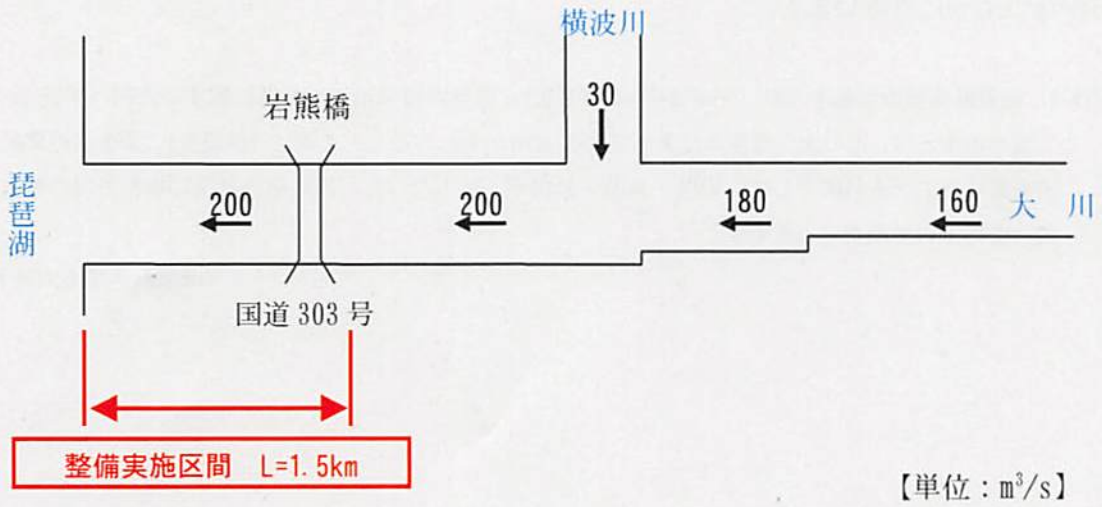 横波川
30
岩熊橋
琵琶湖
200
200
180
160
大 川
国道 303 号
整備実施区間 L=1.5km
【単位：m³/s】